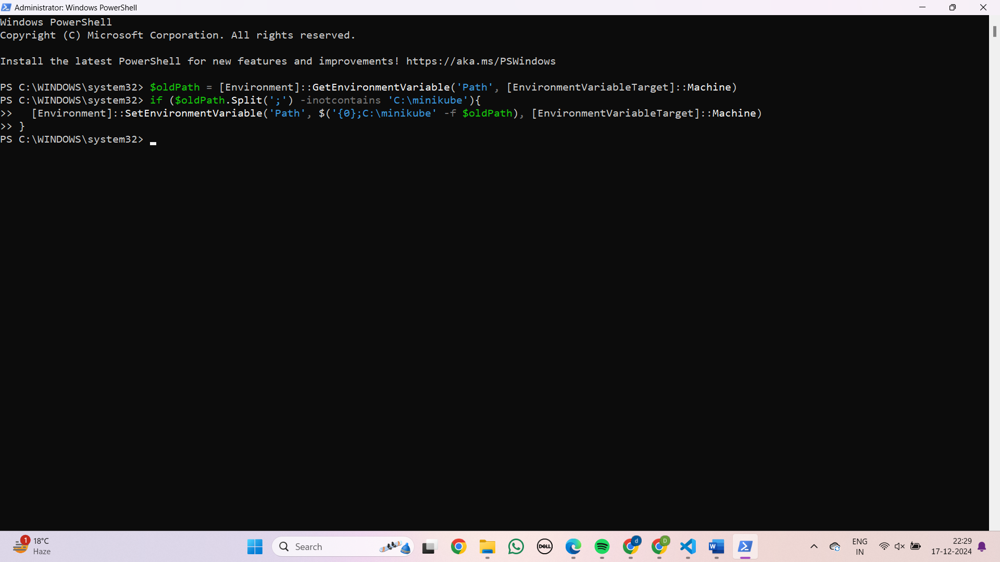 Administrator: Windows PowerShell
Windows PowerShell
Copyright (C) Microsoft Corporation. All rights reserved.
Install the latest PowerShell for new features and improvements! https://aka.ms/PSWindows
PS C:\WINDOWS\system32> $oldPath = [Environment]::GetEnvironmentVariable('Path', [EnvironmentVariableTarget]::Machine)
PS C:\WINDOWS\system32> if ($oldPath.Split(';') -inotcontains 'C:\minikube'){
>>   [Environment]::SetEnvironmentVariable('Path', $('{0};C:\minikube' -f $oldPath), [EnvironmentVariableTarget]::Machine)
>> }
PS C:\WINDOWS\system32>
1
18°C
Haze
Search
DELL
d
D
W
ENG
IN
22:29
17-12-2024